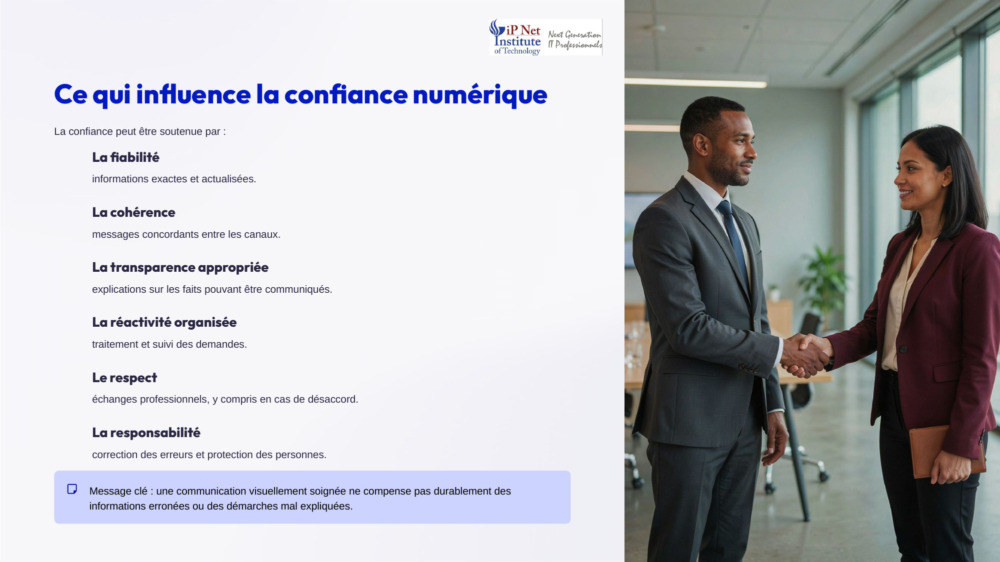 iP Net
Institute
of Technology
Next Generation
IT Professionnels
Ce qui influence la confiance numérique
La confiance peut être soutenue par :
La fiabilité
informations exactes et actualisées.
La cohérence
messages concordants entre les canaux.
La transparence appropriée
explications sur les faits pouvant être communiqués.
La réactivité organisée
traitement et suivi des demandes.
Le respect
échanges professionnels, y compris en cas de désaccord.
La responsabilité
correction des erreurs et protection des personnes.
Message clé : une communication visuellement soignée ne compense pas durablement des
informations erronées ou des démarches mal expliquées.